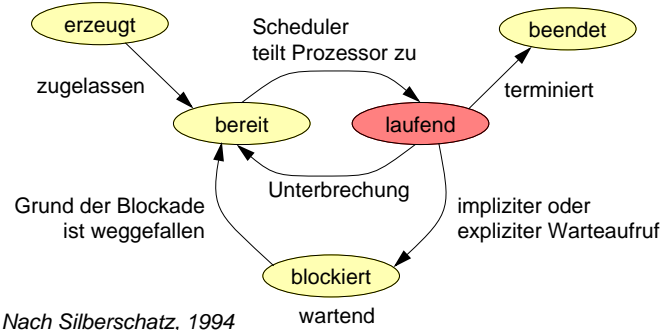 erzeugt
Scheduler
teilt Prozessor zu
beendet
zugelassen
terminiert
bereit
laufend
Unterbrechung
Grund der Blockade
ist weggefallen
impliziter oder
expliziter Warteaufruf
blockiert
wartend
Nach Silberschatz, 1994